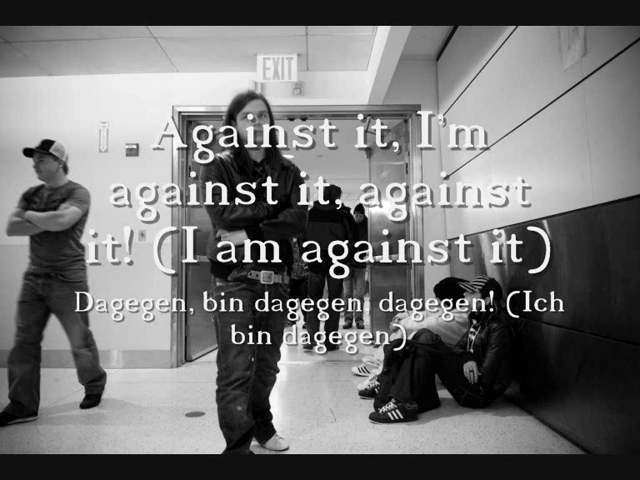 EXIT
Against it, I'm
against it, against
it! (I am against it)
Dagegen, bin dagegen, dagegen! (Ich
bin dagegen)